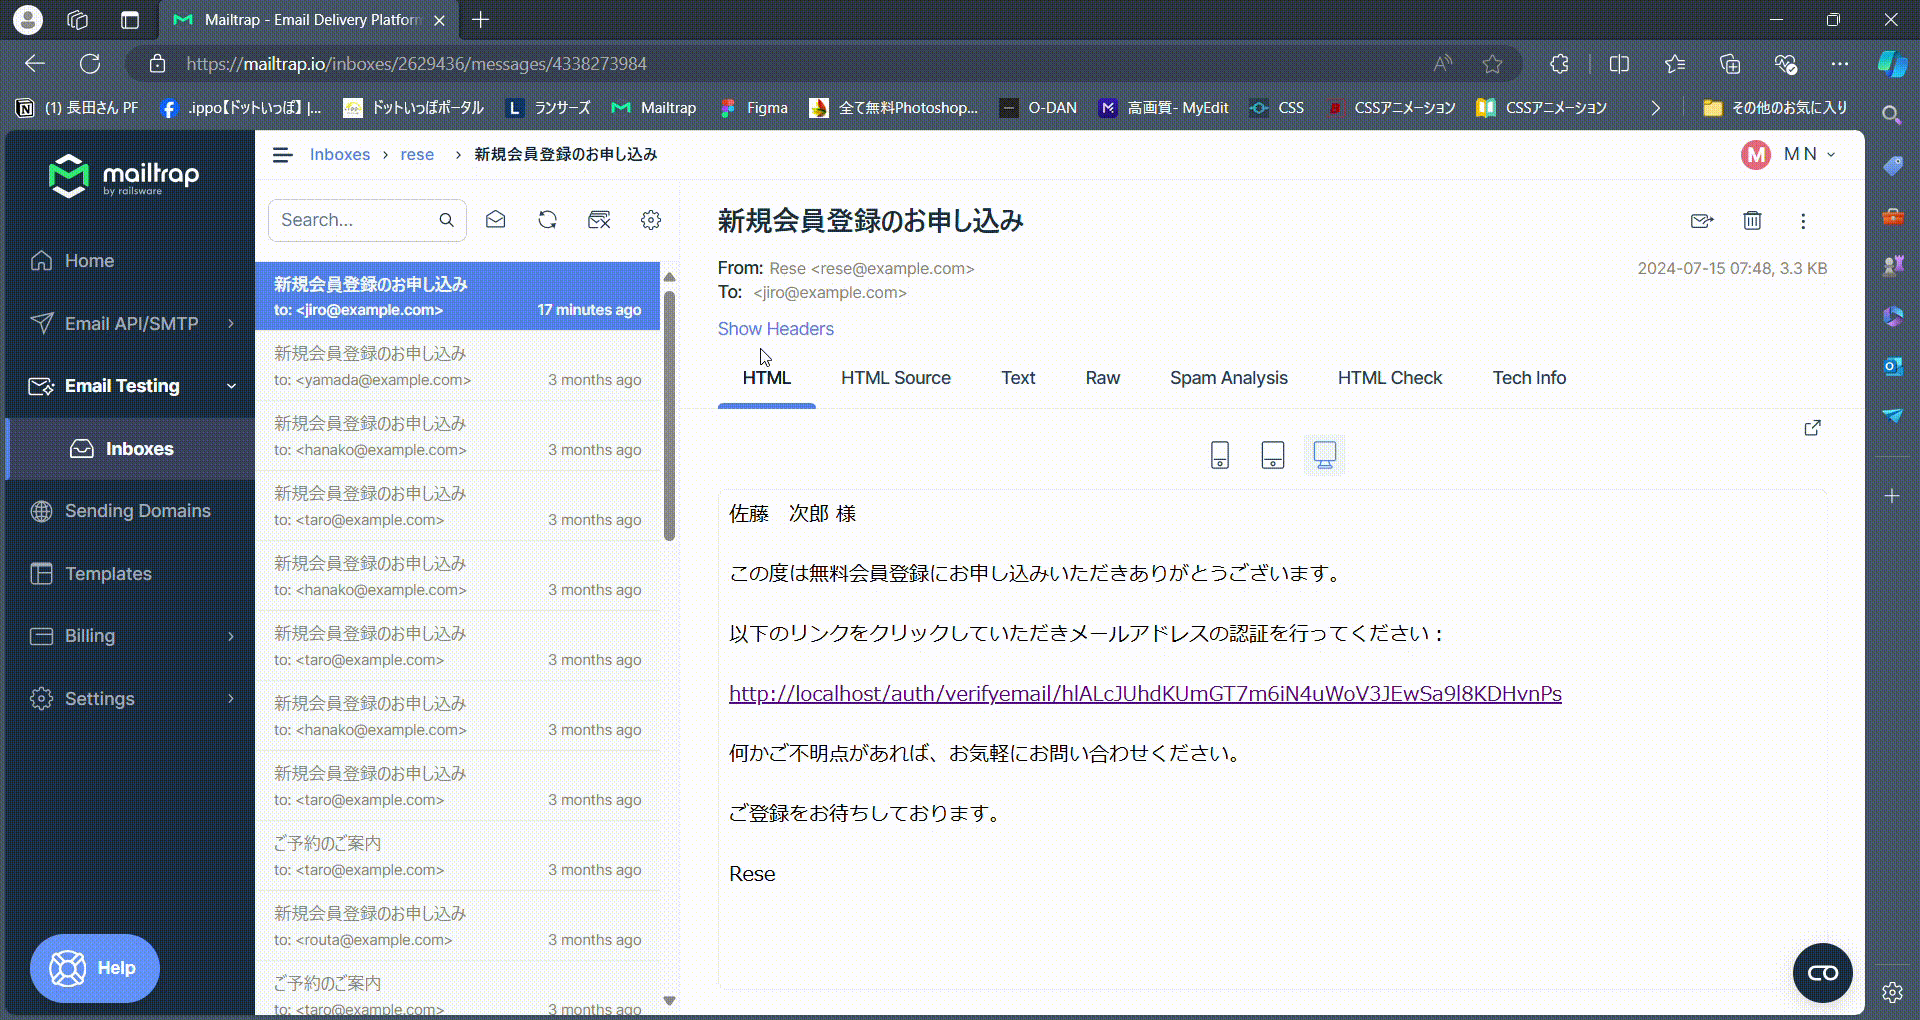 Mailtrap - Email Delivery Platform
https://mailtrap.io/inboxes/2629436/messages/4338273984
(1) 長田さん PF
.ippo【ドットいっぽ】|...
ドットいっぽポータル
ランサーズ
Mailtrap
Figma
全て無料Photoshop...
O-DAN
高画質- MyEdit
CSS
CSSアニメーション
CSSアニメーション
その他のお気に入り
mailtrap
by railsware
Home
Email API/SMTP
Email Testing
Inboxes
Sending Domains
Templates
Billing
Settings
Help
Inboxes › rese › 新規会員登録のお申し込み
M M N
Search...
新規会員登録のお申し込み
to: <jiro@example.com> 17 minutes ago
新規会員登録のお申し込み
to: <yamada@example.com> 3 months ago
新規会員登録のお申し込み
to: <hanako@example.com> 3 months ago
新規会員登録のお申し込み
to: <taro@example.com> 3 months ago
新規会員登録のお申し込み
to: <hanako@example.com> 3 months ago
新規会員登録のお申し込み
to: <taro@example.com> 3 months ago
新規会員登録のお申し込み
to: <hanako@example.com> 3 months ago
新規会員登録のお申し込み
to: <taro@example.com> 3 months ago
ご予約のご案内
to: <taro@example.com> 3 months ago
新規会員登録のお申し込み
to: <routa@example.com> 3 months ago
ご予約のご案内
to: <taro@example.com> 3 months ago
新規会員登録のお申し込み
From: Rese <rese@example.com> 2024-07-15 07:48, 3.3 KB
To: <jiro@example.com>
Show Headers
HTML HTML Source Text Raw Spam Analysis HTML Check Tech Info
佐藤　次郎 様
この度は無料会員登録にお申し込みいただきありがとうございます。
以下のリンクをクリックしていただきメールアドレスの認証を行ってください：
http://localhost/auth/verifyemail/hlALcJUhdKUmGT7m6iN4uWoV3JEwSa9l8KDHvnPs
何かご不明点があれば、お気軽にお問い合わせください。
ご登録をお待ちしております。
Rese